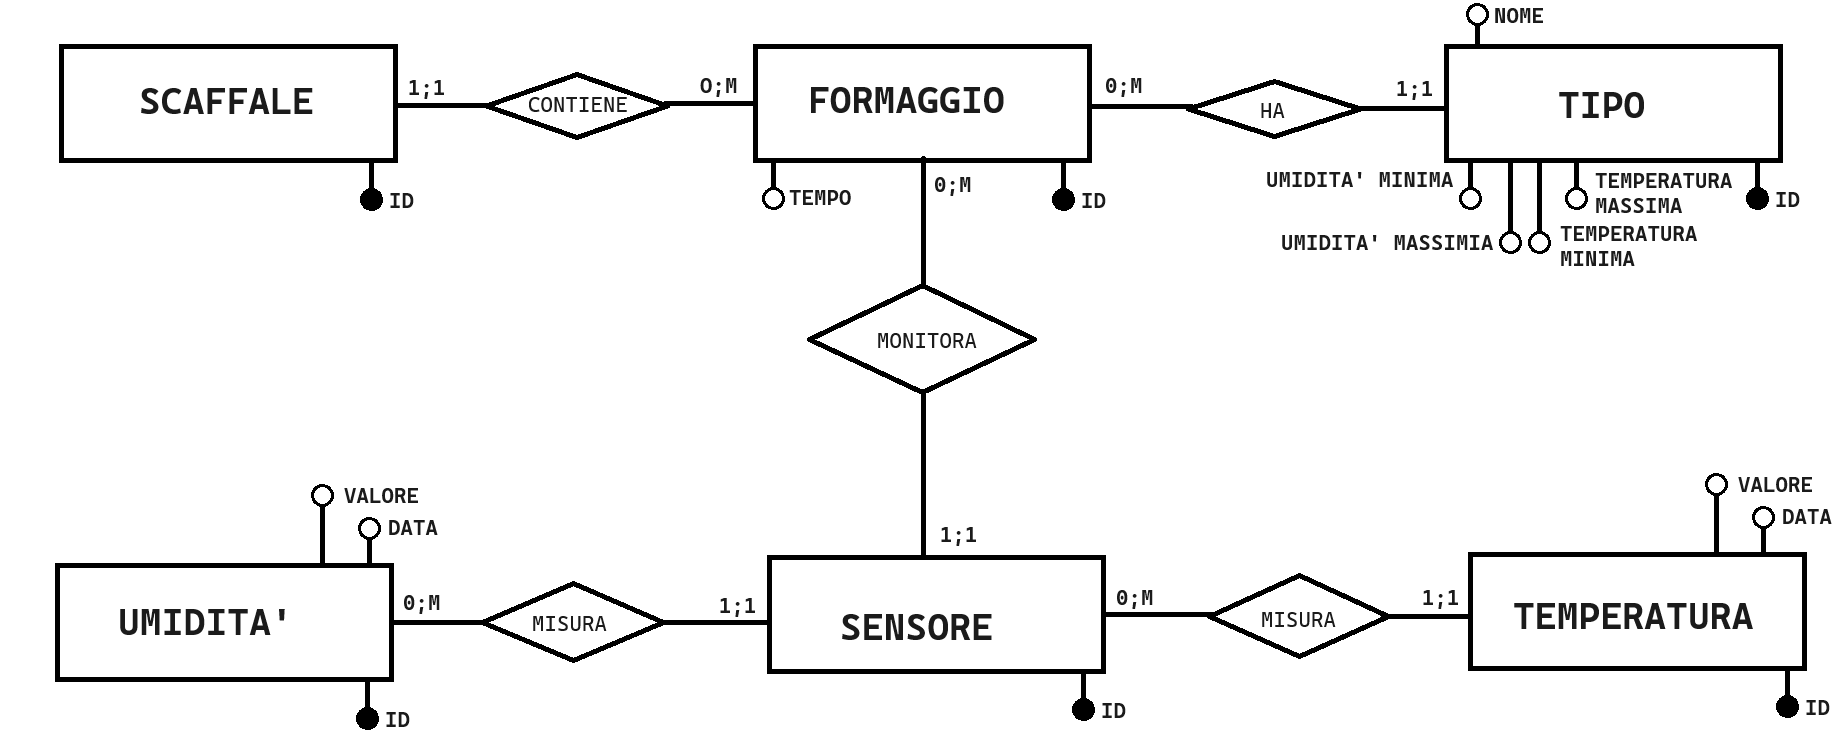 NOME
SCAFFALE
1;1
CONTIENE
O;M
FORMAGGIO
0;M
HA
1;1
TIPO
ID
TEMPO
0;M
ID
UMIDITA' MINIMA
TEMPERATURA
MASSIMA
ID
UMIDITA' MASSIMIA
TEMPERATURA
MINIMA
MONITORA
VALORE
DATA
1;1
VALORE
DATA
UMIDITA'
0;M
MISURA
1;1
SENSORE
0;M
MISURA
1;1
TEMPERATURA
ID
ID
ID